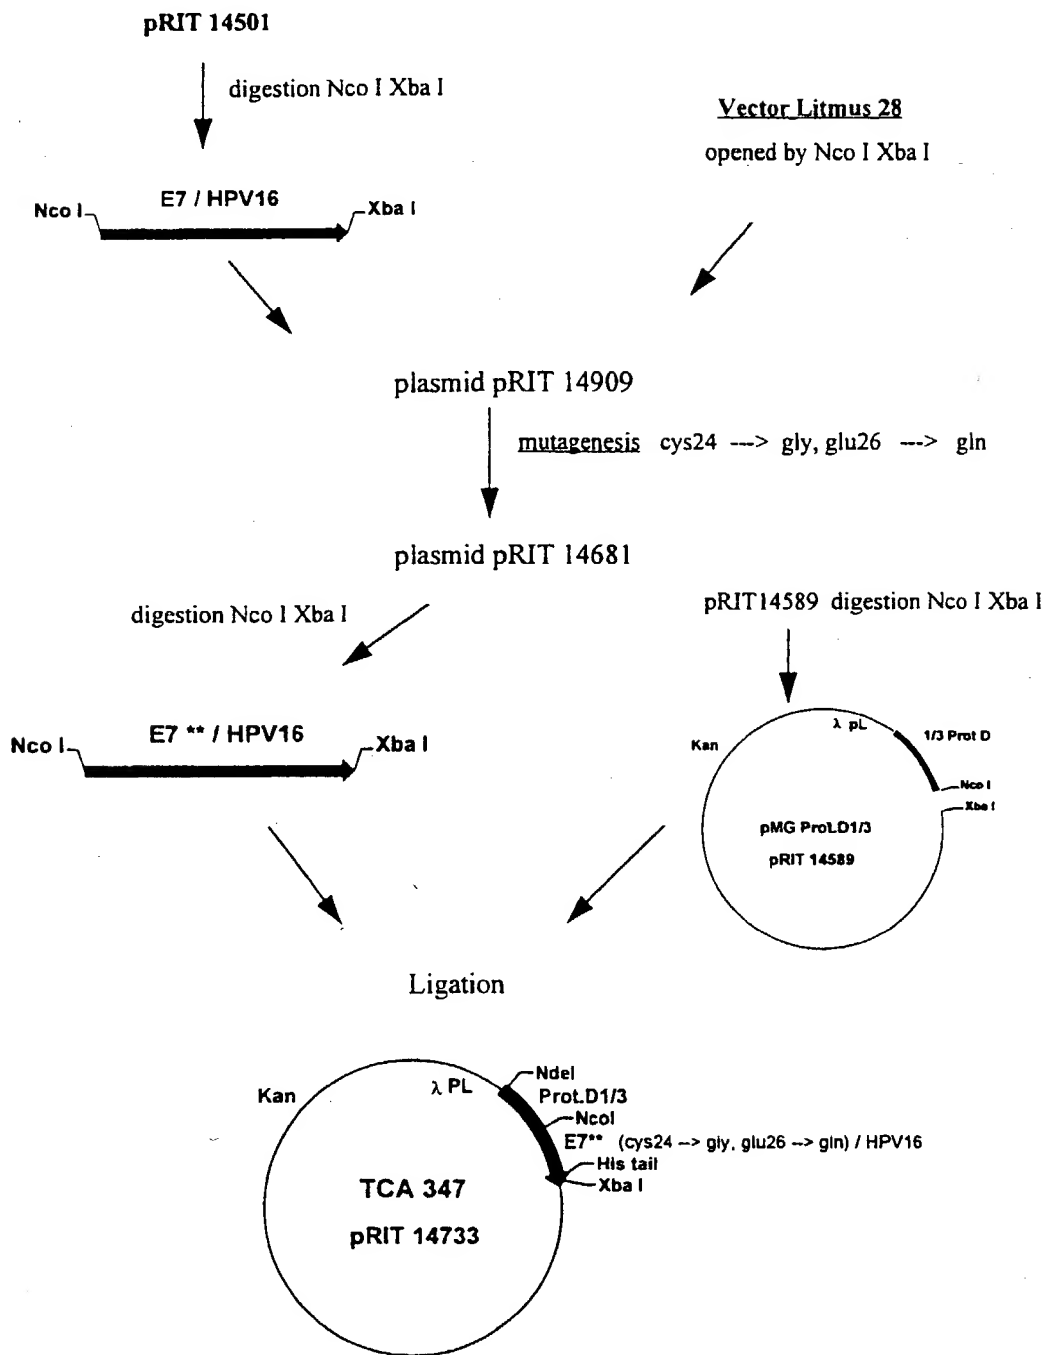 pRIT 14501
digestion Nco I Xba I
Vector Litmus 28
opened by Nco I Xba I
E7 / HPV16
Nco I
Xba I
plasmid pRIT 14909
mutagenesis cys24 ---> gly, glu26 ---> gln
plasmid pRIT 14681
digestion Nco I Xba I
pRIT14589 digestion Nco I Xba I
E7 ** / HPV16
Nco I
Xba I
λ pL
1/3 Prot D
Kan
Nco I
Xba I
pMG Prot.D1/3
pRIT 14589
Ligation
Kan
λ PL
NdeI
Prot.D1/3
NcoI
E7** (cys24 --> gly, glu26 --> gln) / HPV16
His tail
Xba I
TCA 347
pRIT 14733